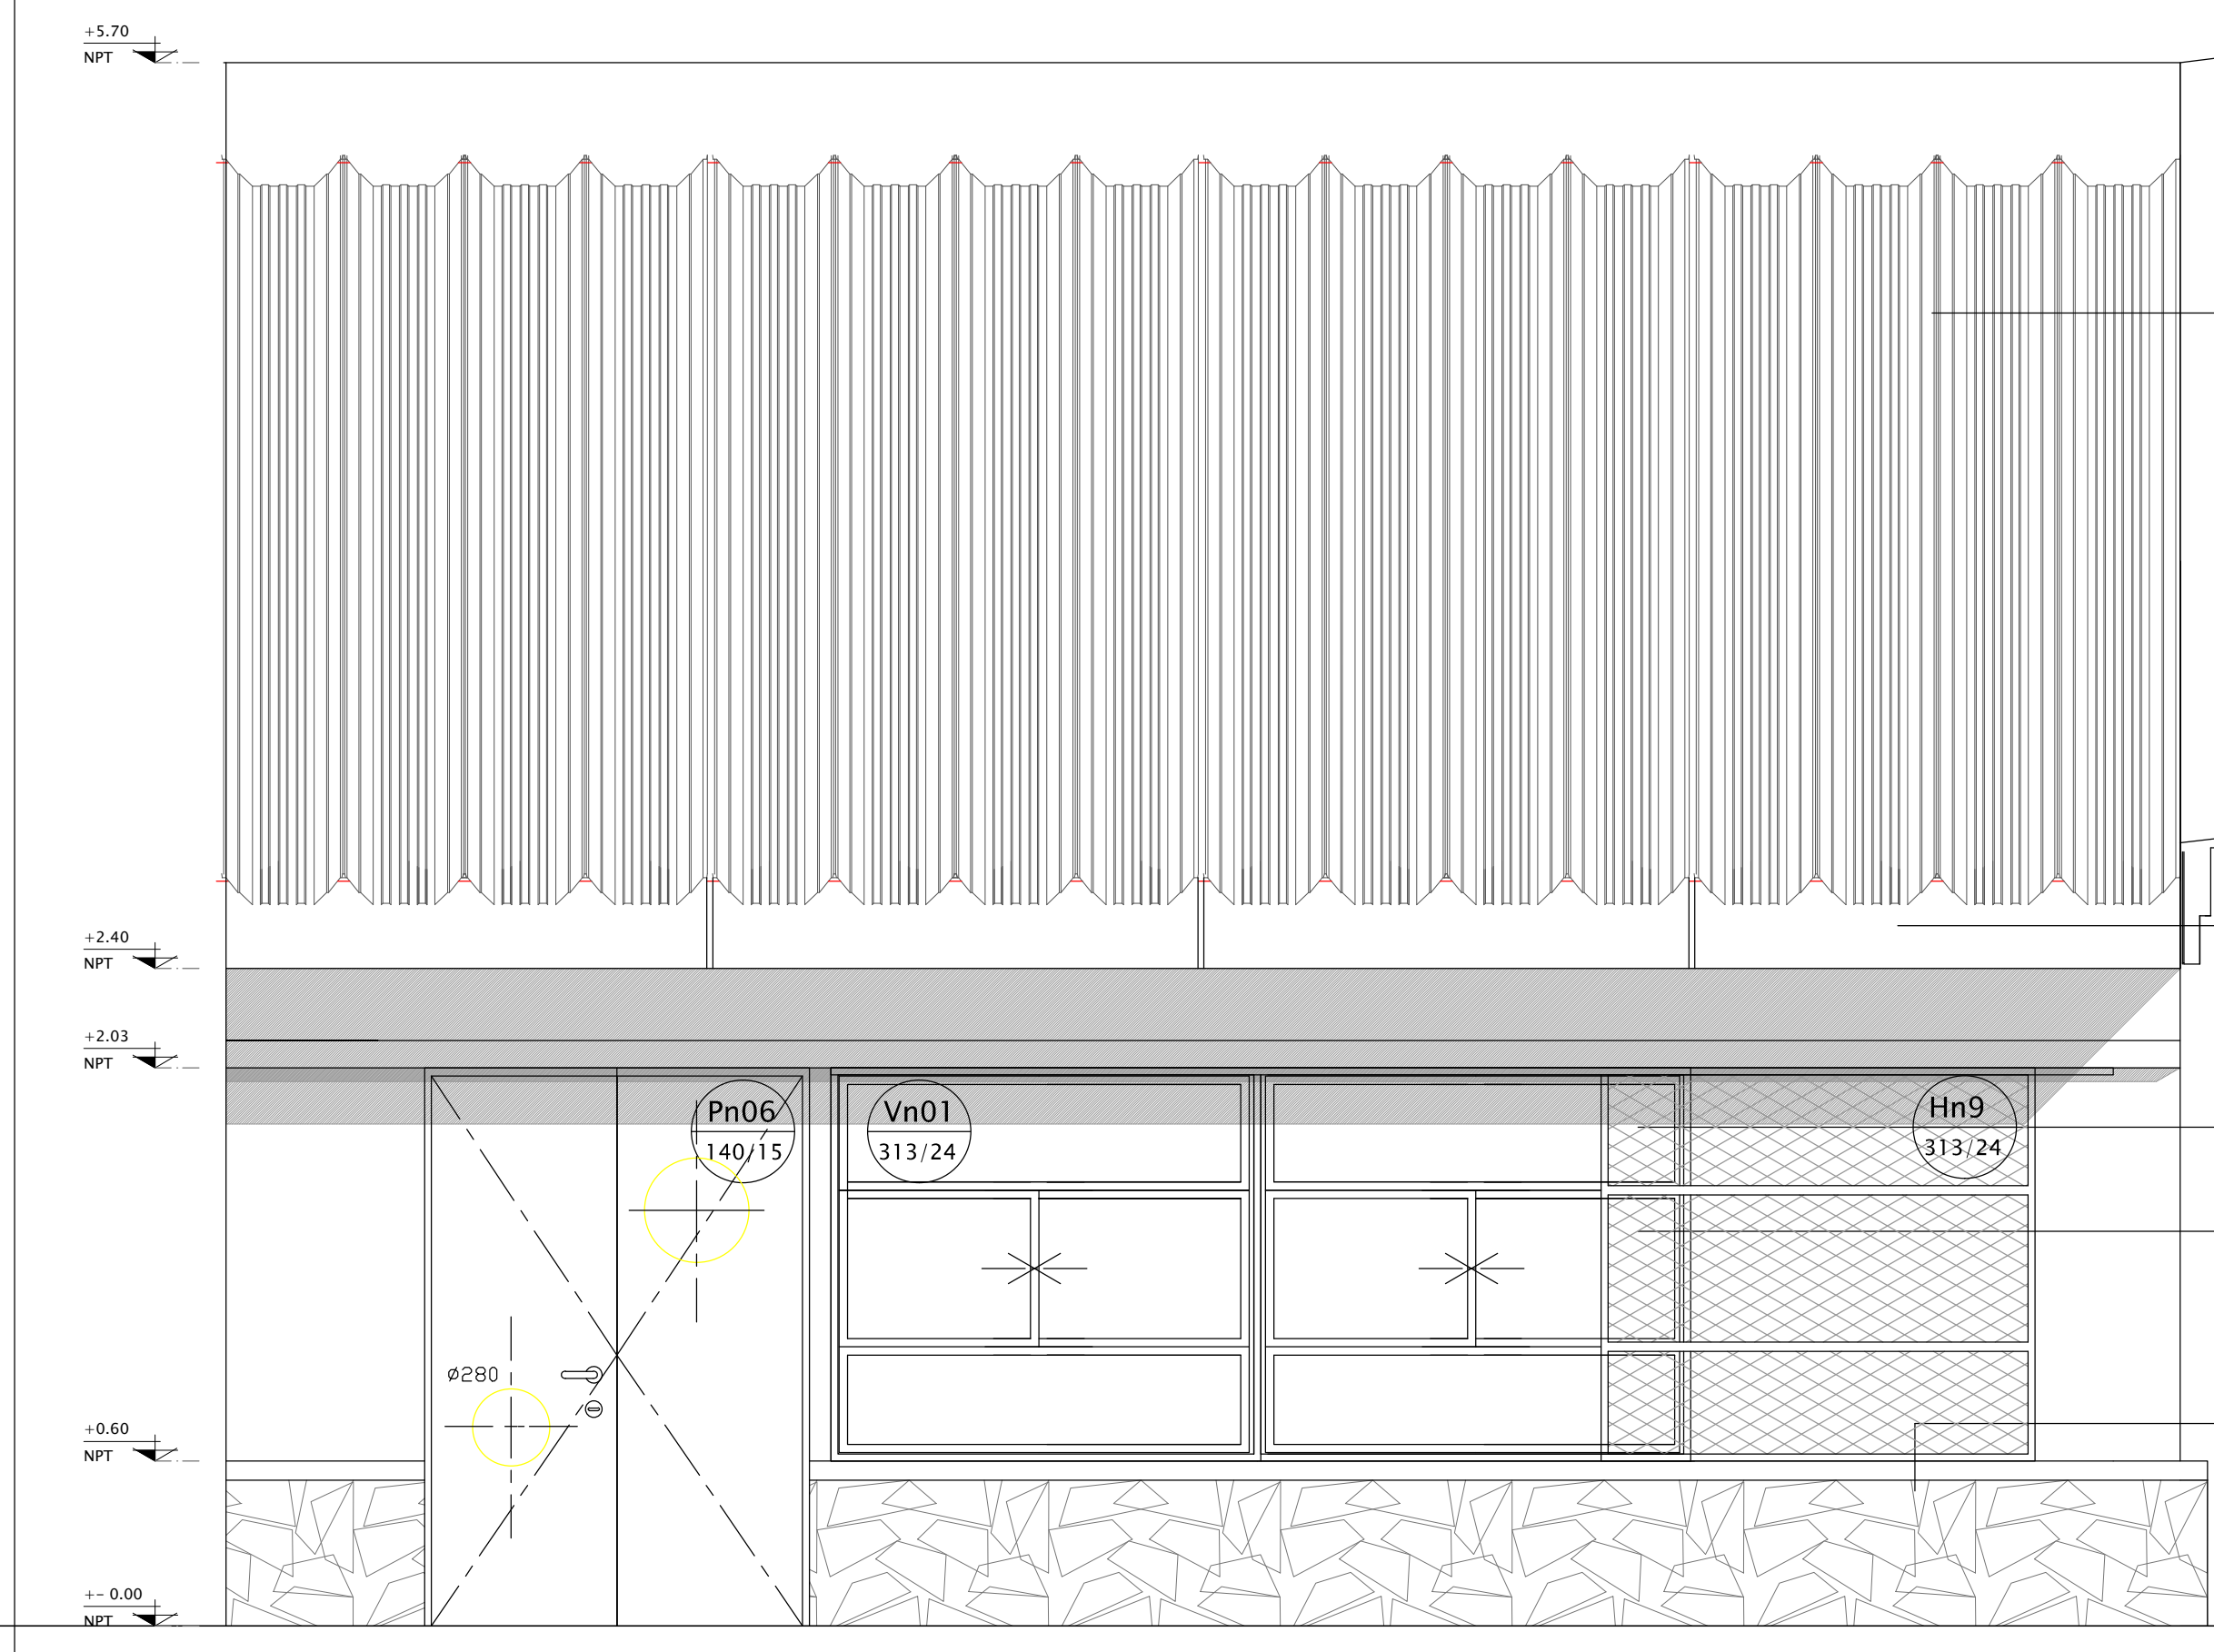 +5.70
NPT
+2.40
NPT
+2.03
NPT
Pn06
140/15
Vn01
313/24
Hn9
313/24
ø280
+0.60
NPT
+- 0.00
NPT